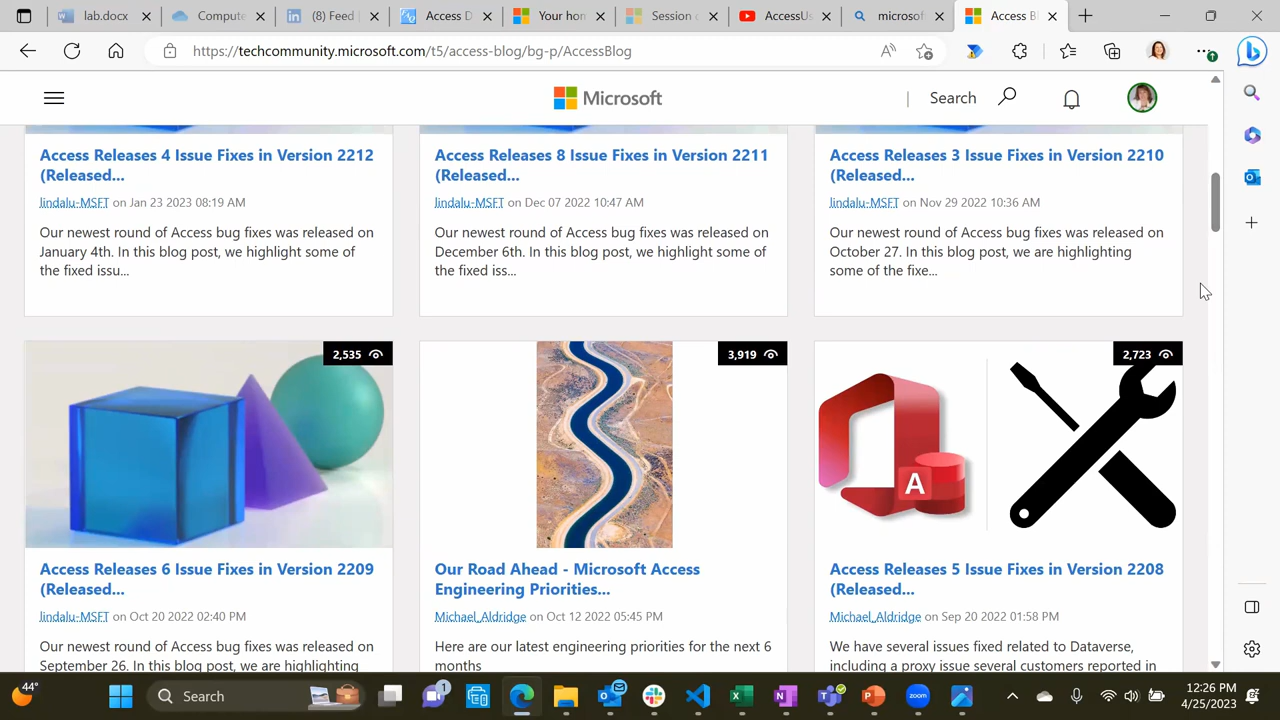 lab.docx
Compute
(8) Feed |
Access D
Your hon
Session c
AccessUs
microsof
Access B
https://techcommunity.microsoft.com/t5/access-blog/bg-p/AccessBlog
Microsoft
Search
Access Releases 4 Issue Fixes in Version 2212
(Released...
lindalu-MSFT on Jan 23 2023 08:19 AM
Our newest round of Access bug fixes was released on
January 4th. In this blog post, we highlight some of
the fixed issu...
Access Releases 8 Issue Fixes in Version 2211
(Released...
lindalu-MSFT on Dec 07 2022 10:47 AM
Our newest round of Access bug fixes was released on
December 6th. In this blog post, we highlight some of
the fixed iss...
Access Releases 3 Issue Fixes in Version 2210
(Released...
lindalu-MSFT on Nov 29 2022 10:36 AM
Our newest round of Access bug fixes was released on
October 27. In this blog post, we are highlighting
some of the fixe...
2,535
Access Releases 6 Issue Fixes in Version 2209
(Released...
lindalu-MSFT on Oct 20 2022 02:40 PM
Our newest round of Access bug fixes was released on
September 26. In this blog post, we are highlighting
3,919
Our Road Ahead - Microsoft Access
Engineering Priorities...
Michael_Aldridge on Oct 12 2022 05:45 PM
Here are our latest engineering priorities for the next 6
months
2,723
A
Access Releases 5 Issue Fixes in Version 2208
(Released...
Michael_Aldridge on Sep 20 2022 01:58 PM
We have several issues fixed related to Dataverse,
including a proxy issue several customers reported in
44°
Search
1
zoom
12:26 PM
4/25/2023